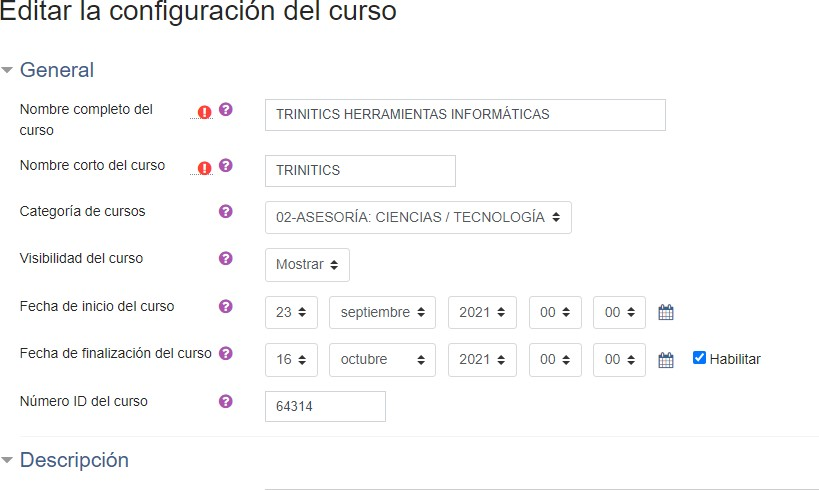 Editar la configuración del curso
General
Nombre completo del curso
TRINITICS HERRAMIENTAS INFORMÁTICAS
Nombre corto del curso
TRINITICS
Categoría de cursos
02-ASESORÍA: CIENCIAS / TECNOLOGÍA
Visibilidad del curso
Mostrar
Fecha de inicio del curso
23 septiembre 2021 00 00
Fecha de finalización del curso
16 octubre 2021 00 00 Habilitar
Número ID del curso
64314
Descripción